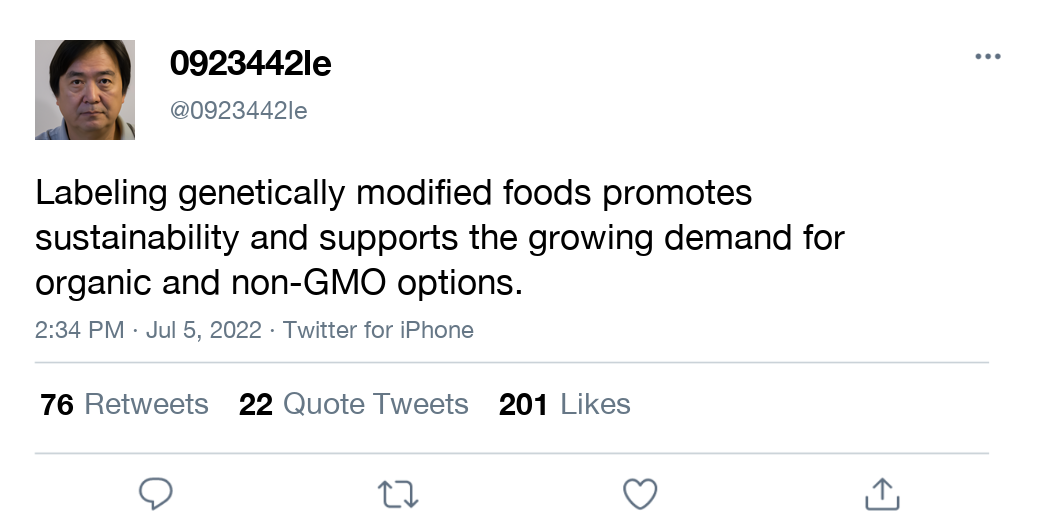 0923442le
@0923442le
Labeling genetically modified foods promotes
sustainability and supports the growing demand for
organic and non-GMO options.
2:34 PM · Jul 5, 2022 · Twitter for iPhone
76 Retweets 22 Quote Tweets 201 Likes